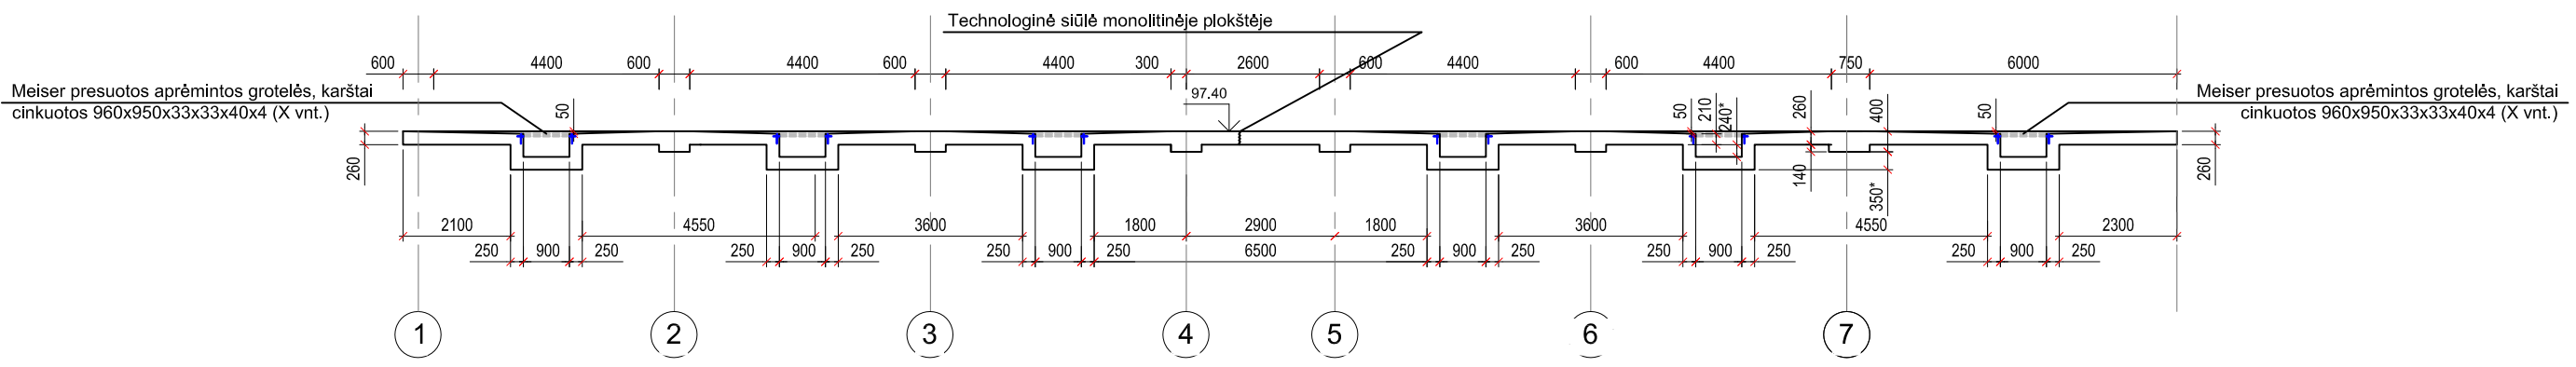 Technologinė siūlė monolitinėje plokštėje
600 4400 600 4400 600 4400 300 2600 600 4400 600 4400 750 6000
Meiser presuotos aprėmintos grotelės, karštai
cinkuotos 960x950x33x33x40x4 (X vnt.)
50
97.40
50 210 240* 260 400 50
Meiser presuotos aprėmintos grotelės, karštai
cinkuotos 960x950x33x33x40x4 (X vnt.)
260 140 350* 260
2100 4550 3600 1800 2900 1800 3600 4550 2300
250 900 250 250 900 250 250 900 250 6500 250 900 250 250 900 250 250 900 250
1 2 3 4 5 6 7